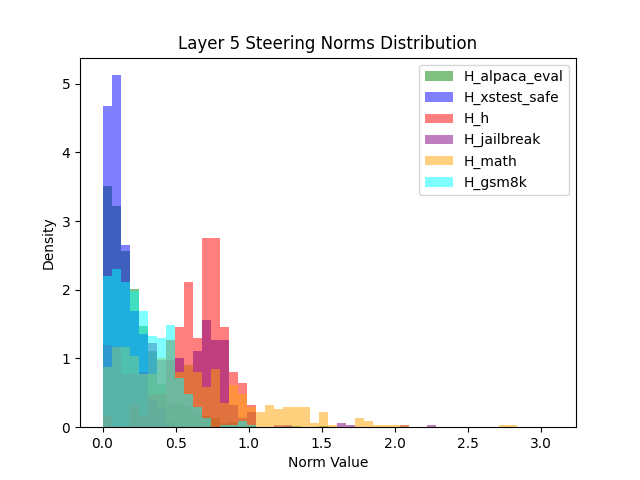 Layer 5 Steering Norms Distribution
H_alpaca_eval
H_xstest_safe
H_h
H_jailbreak
H_math
H_gsm8k
Density
5
4
3
2
1
0
0.0 0.5 1.0 1.5 2.0 2.5 3.0
Norm Value